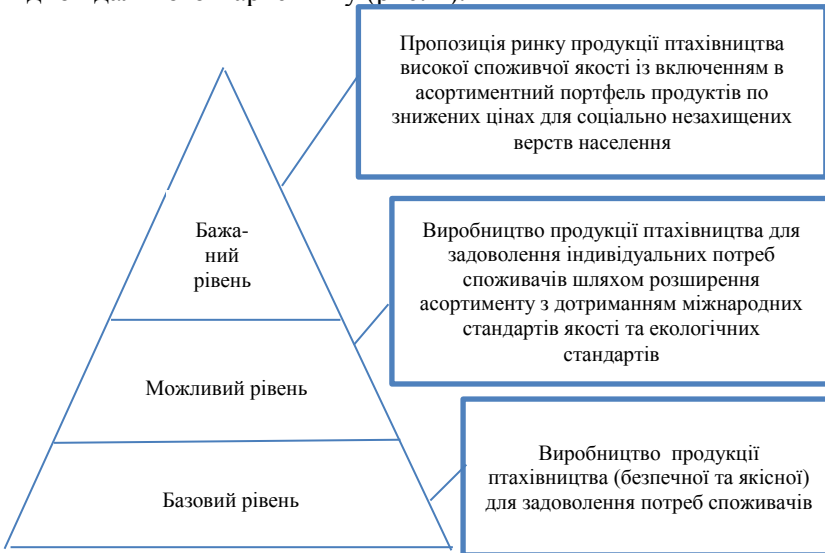 Пропозиція ринку продукції птахівництва
високої споживчої якості із включенням в
асортиментний портфель продуктів по
знижених цінах для соціально незахищених
верств населення
Бажа-
ний
рівень
Виробництво продукції птахівництва для
задоволення індивідуальних потреб
споживачів шляхом розширення
асортименту з дотриманням міжнародних
стандартів якості та екологічних
стандартів
Можливий рівень
Виробництво продукції
птахівництва (безпечної та якісної)
для задоволення потреб споживачів
Базовий рівень